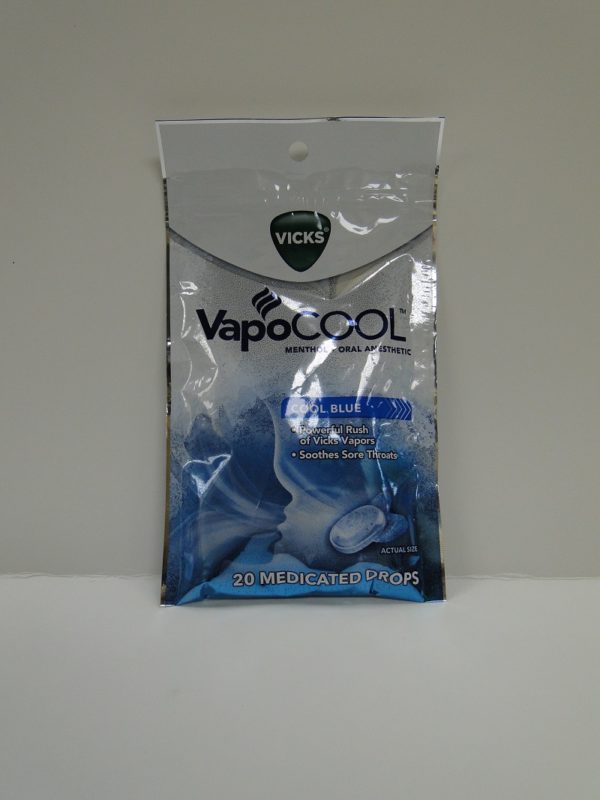 VICKS®
VapoCOOL™
MENTHOL • ORAL ANESTHETIC
COOL BLUE
• Powerful Rush
of Vicks Vapors
• Soothes Sore Throats
ACTUAL SIZE
20 MEDICATED DROPS